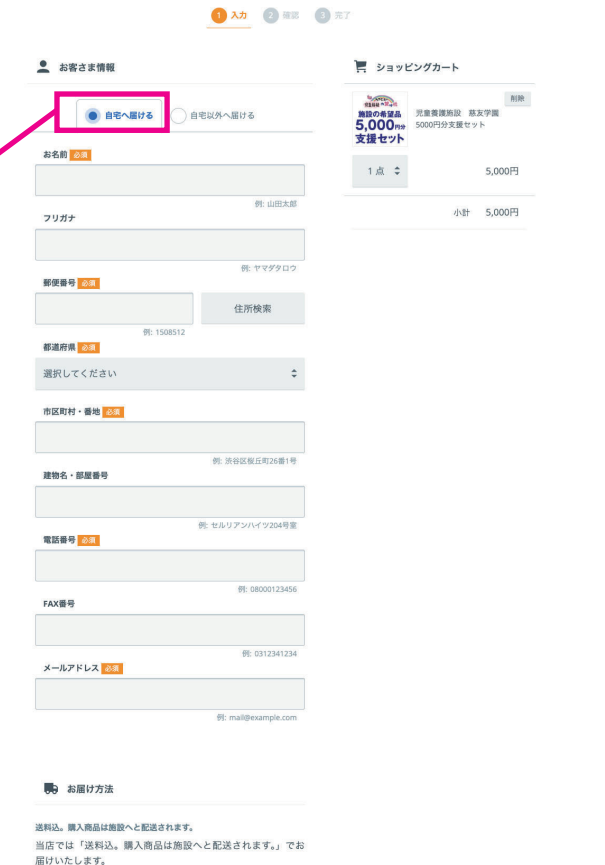 1 入力 2 確認 3 完了
お客さま情報
自宅へ届ける 自宅以外へ届ける
お名前 必須
例: 山田太郎
フリガナ
例: ヤマダタロウ
郵便番号 必須
住所検索
例: 1508512
都道府県 必須
選択してください
市区町村・番地 必須
例: 渋谷区桜丘町26番1号
建物名・部屋番号
例: セルリアンハイツ204号室
電話番号 必須
例: 08000123456
FAX番号
例: 0312341234
メールアドレス 必須
例: mail@example.com
お届け方法
送料込。購入商品は施設へと配送されます。
当店では「送料込。購入商品は施設へと配送されます。」でお
届けいたします。
ショッピングカート
施設の希望品
5,000円分
支援セット
削除
児童養護施設 慈友学園
5000円分支援セット
1 点 5,000円
小計 5,000円